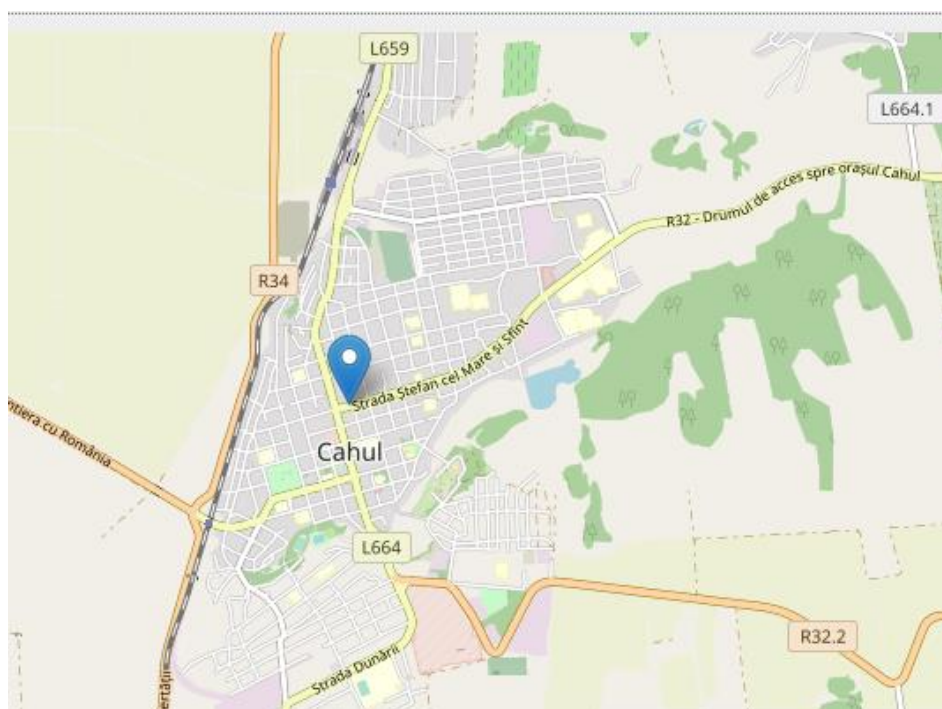 L659
L664.1
R32 - Drumul de acces spre orașul Cahul
R34
Strada Ștefan cel Mare și Sfînt
ntiera cu România
Cahul
L664
R32.2
Strada Dunării
ertății